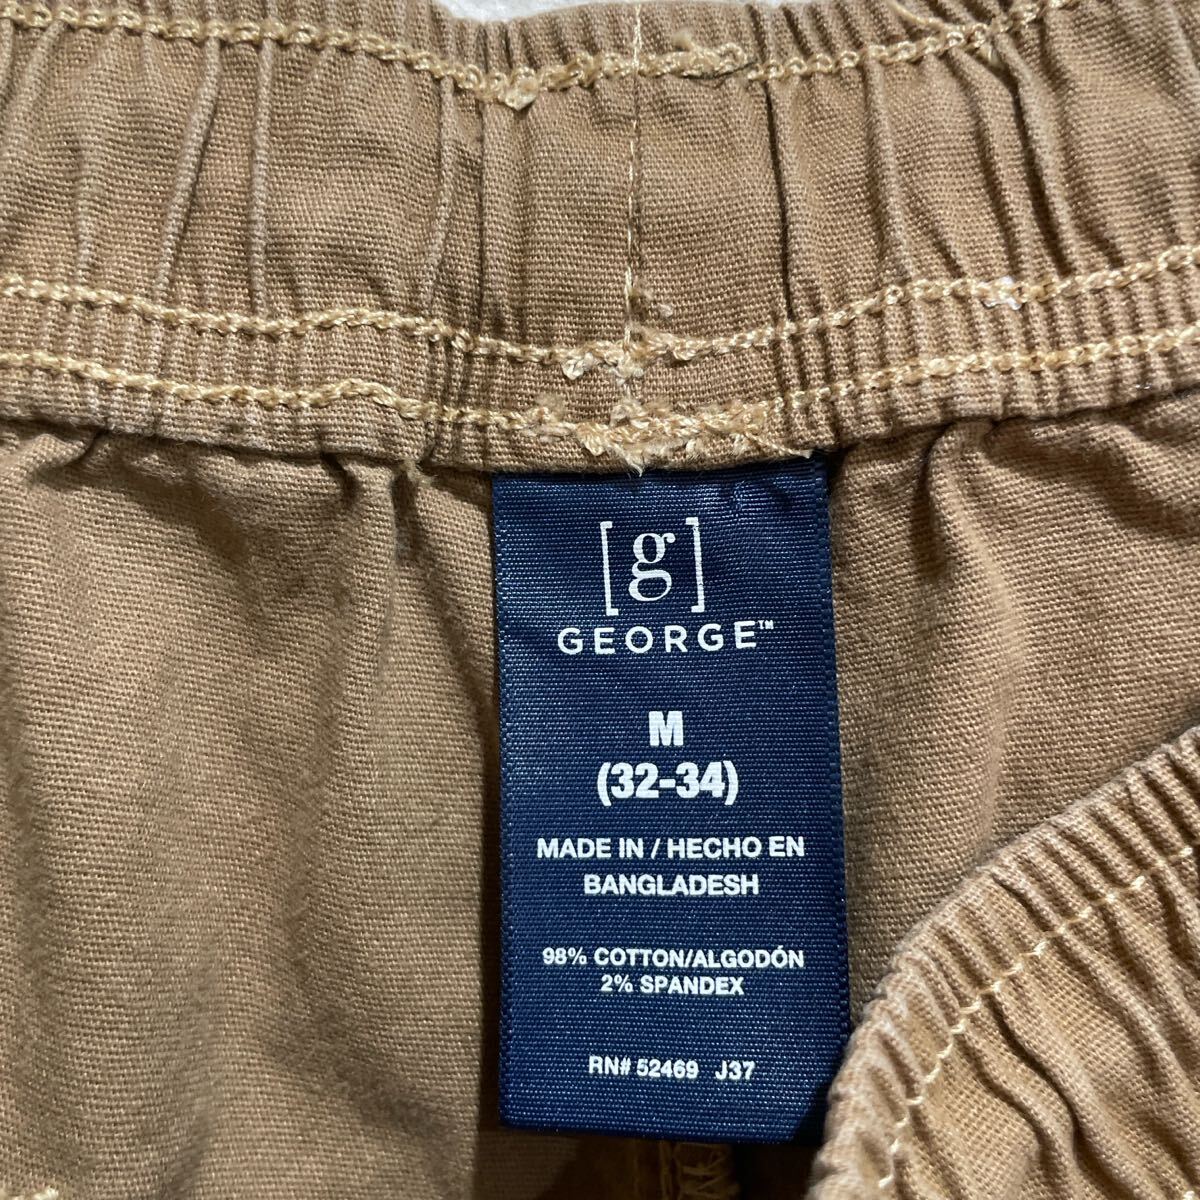 [g]
GEORGE™
M
(32-34)
MADE IN / HECHO EN
BANGLADESH
98% COTTON/ALGODÓN
2% SPANDEX
RN# 52469 J37